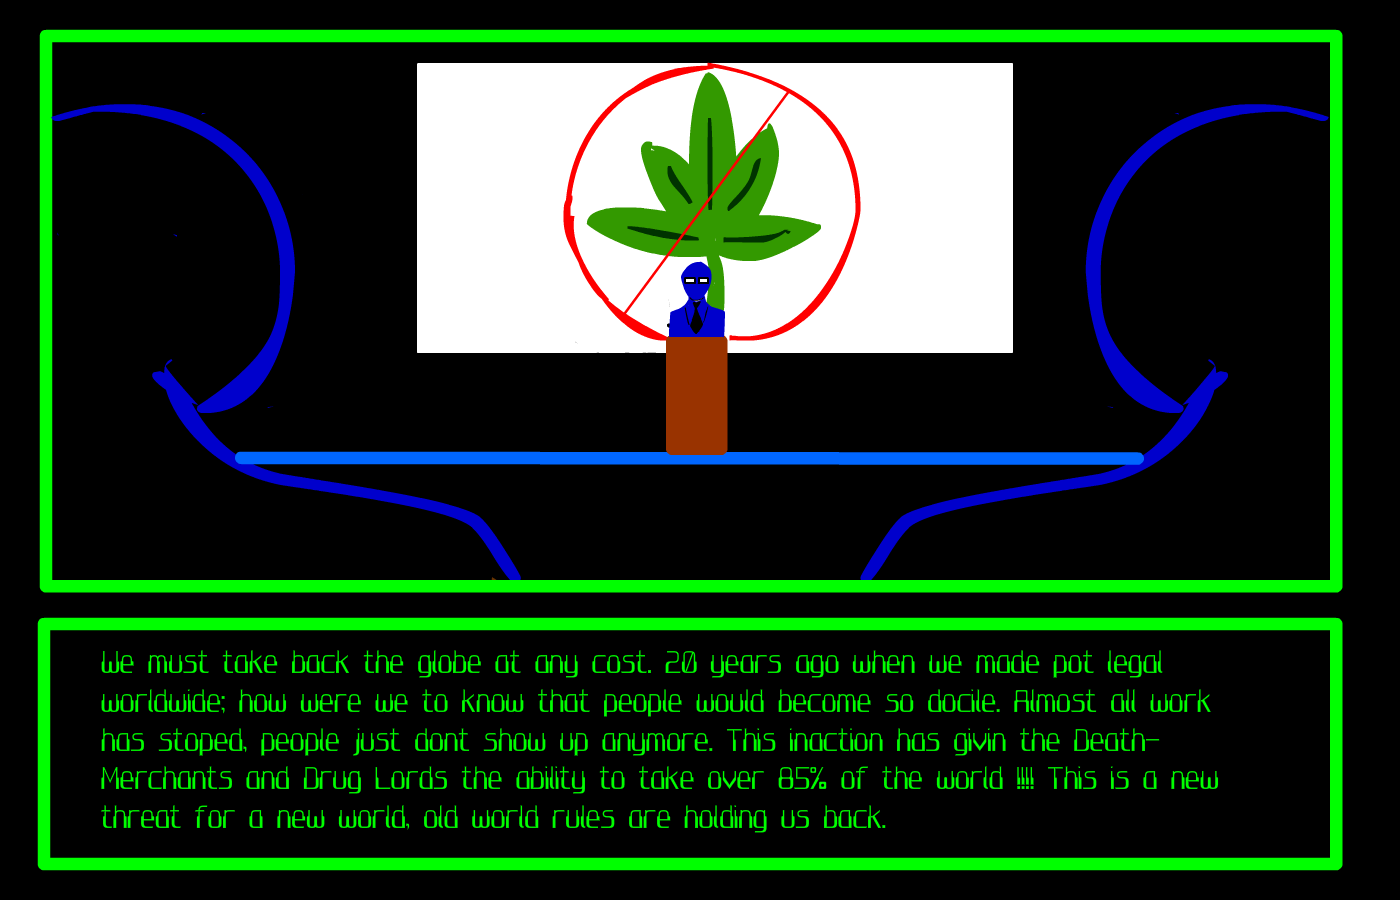 We must take back the globe at any cost. 20 years ago when we made pot legal
worldwide; how were we to know that people would become so docile. Almost all work
has stoped, people just dont show up anymore. This inaction has givin the Death-
Merchants and Drug Lords the ability to take over 85% of the world !!!! This is a new
threat for a new world, old world rules are holding us back.